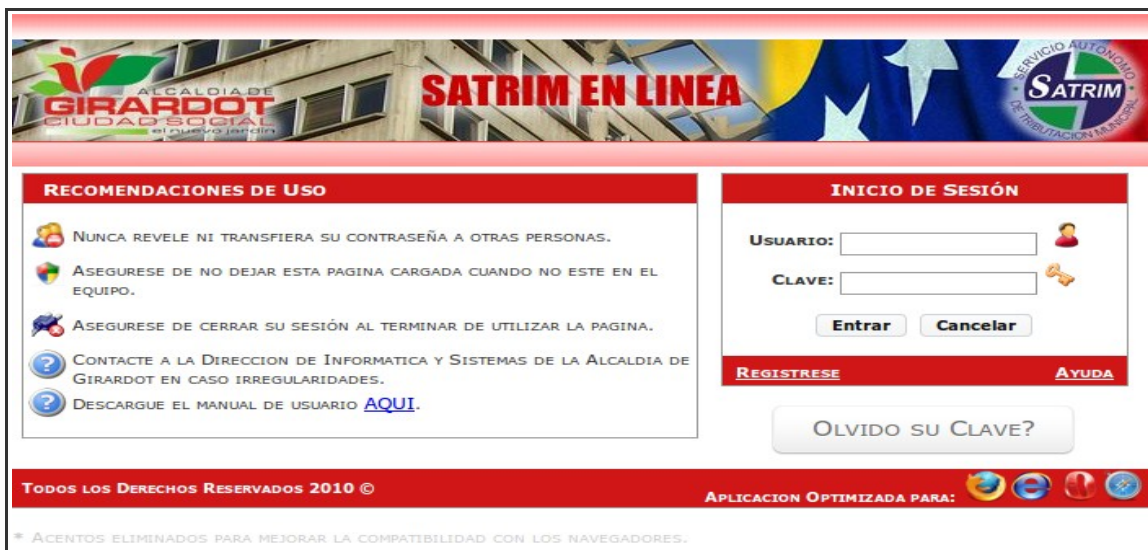 ALCALDIA DE
GIRARDOT
CIUDAD SOCIAL
el nuevo jardín
SATRIM EN LINEA
SERVICIO AUTONOMO
SATRIM
DE TRIBUTACION MUNICIPAL
RECOMENDACIONES DE USO
NUNCA REVELE NI TRANSFIERA SU CONTRASEÑA A OTRAS PERSONAS.
ASEGURESE DE NO DEJAR ESTA PAGINA CARGADA CUANDO NO ESTE EN EL
EQUIPO.
ASEGURESE DE CERRAR SU SESIÓN AL TERMINAR DE UTILIZAR LA PAGINA.
CONTACTE A LA DIRECCION DE INFORMATICA Y SISTEMAS DE LA ALCALDIA DE
GIRARDOT EN CASO IRREGULARIDADES.
DESCARGUE EL MANUAL DE USUARIO AQUI.
INICIO DE SESIÓN
USUARIO:
CLAVE:
Entrar Cancelar
REGISTRESE AYUDA
OLVIDO SU CLAVE?
TODOS LOS DERECHOS RESERVADOS 2010 ©
APLICACION OPTIMIZADA PARA:
* ACENTOS ELIMINADOS PARA MEJORAR LA COMPATIBILIDAD CON LOS NAVEGADORES.